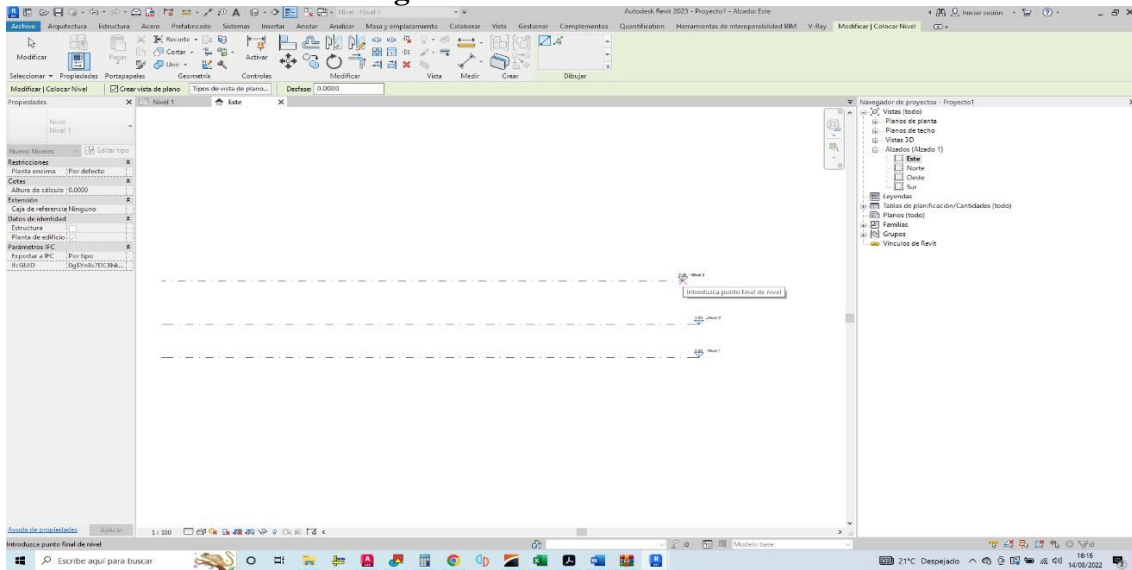 Autodesk Revit 2023 - Proyecto1 - Alzado: Este
Iniciar sesión
Archivo Arquitectura Estructura Acero Prefabricado Sistemas Insertar Anotar Analizar Masa y emplazamiento Colaborar Vista Gestionar Complementos Quantification Herramientas de interoperabilidad BIM V-Ray Modificar | Colocar Nivel
Modificar Pegar Recorte Activar
Cortar
Unir
Seleccionar Propiedades Portapapeles Geometría Controles Modificar Vista Medir Crear Dibujar
Modificar | Colocar Nivel Crear vista de plano Tipos de vista de plano... Desfase: 0.0000
Propiedades
Nivel 1 Este
Navegador de proyectos - Proyecto1
Nivel
Nuevo Niveles Editar tipo
Restricciones
Planta encima Por defecto
Cotas
Altura de cálculo 0.0000
Extensión
Caja de referencia Ninguno
Datos de identidad
Estructura
Planta de edificio
Parámetros IFC
Exportar a IFC Por tipo
IfcGUID
Vistas (todo)
Planos de planta
Planos de techo
Vistas 3D
Alzados (Alzado 1)
Este
Norte
Oeste
Sur
Leyendas
Tablas de planificación/Cantidades (todo)
Planos (todo)
Familias
Grupos
Vínculos de Revit
Introduzca punto final de nivel
Ayuda de propiedades Aplicar
1 : 100
Introduzca punto final de nivel
Modelo base
Escribe aquí para buscar
21°C Despejado
16:16
14/06/2022